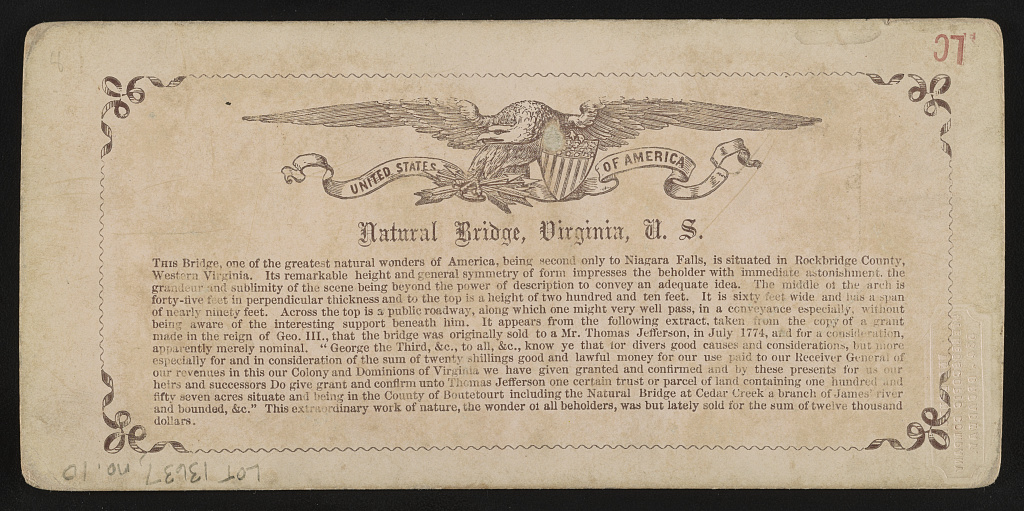 UNITED STATES OF AMERICA
Natural Bridge, Virginia, U. S.
THIS Bridge, one of the greatest natural wonders of America, being second only to Niagara Falls, is situated in Rockbridge County,
Western Virginia. Its remarkable height and general symmetry of form impresses the beholder with immediate astonishment, the
grandeur and sublimity of the scene being beyond the power of description to convey an adequate idea. The middle of the arch is
forty-five feet in perpendicular thickness and to the top is a height of two hundred and ten feet. It is sixty feet wide and has a span
of nearly ninety feet. Across the top is a public roadway, along which one might very well pass, in a conveyance especially, without
being aware of the interesting support beneath him. It appears from the following extract, taken from the copy of a grant
made in the reign of Geo. III., that the bridge was originally sold to a Mr. Thomas Jefferson, in July 1774, and for a consideration,
apparently merely nominal. "George the Third, &c., to all, &c., know ye that for divers good causes and considerations, but more
especially for and in consideration of the sum of twenty shillings good and lawful money for our use paid to our Receiver General of
our revenues in this our Colony and Dominions of Virginia we have given granted and confirmed and by these presents for us our
heirs and successors Do give grant and confirm unto Thomas Jefferson one certain trust or parcel of land containing one hundred and
fifty seven acres situate and being in the County of Boutetourt including the Natural Bridge at Cedar Creek a branch of James' river
and bounded, &c." This extraordinary work of nature, the wonder of all beholders, was but lately sold for the sum of twelve thousand
dollars.
LOT 13637, no. 10